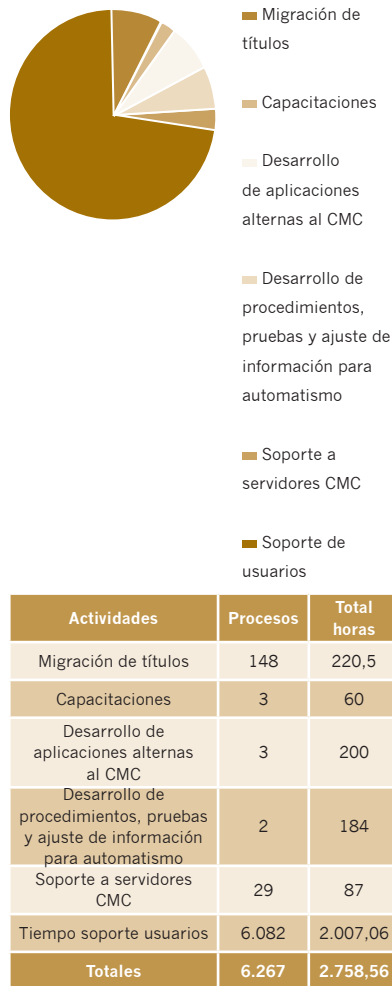 Migración de
títulos
Capacitaciones
Desarrollo
de aplicaciones
alternas al CMC
Desarrollo de
procedimientos,
pruebas y ajuste de
información para
automatismo
Soporte a
servidores CMC
Soporte de
usuarios
Actividades Procesos Total horas
Migración de títulos 148 220,5
Capacitaciones 3 60
Desarrollo de
aplicaciones alternas
al CMC
3 200
Desarrollo de
procedimientos, pruebas
y ajuste de información
para automatismo
2 184
Soporte a servidores
CMC
29 87
Tiempo soporte usuarios 6.082 2.007,06
Totales 6.267 2.758,56